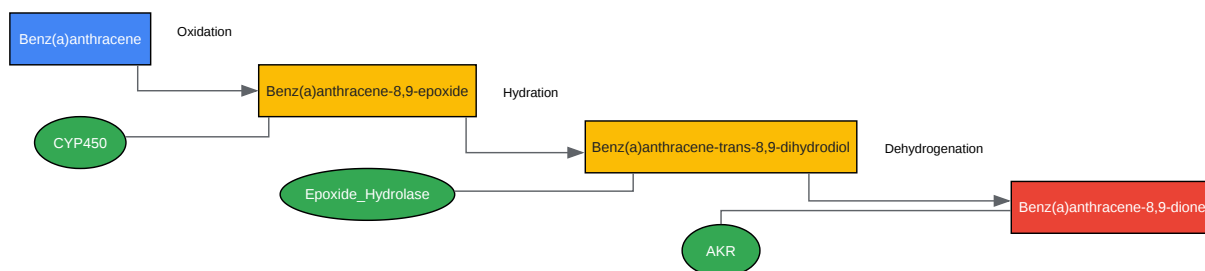 Benz(a)anthracene
Oxidation
Benz(a)anthracene-8,9-epoxide
Hydration
CYP450
Benz(a)anthracene-trans-8,9-dihydrodiol
Dehydrogenation
Epoxide_Hydrolase
Benz(a)anthracene-8,9-dione
AKR